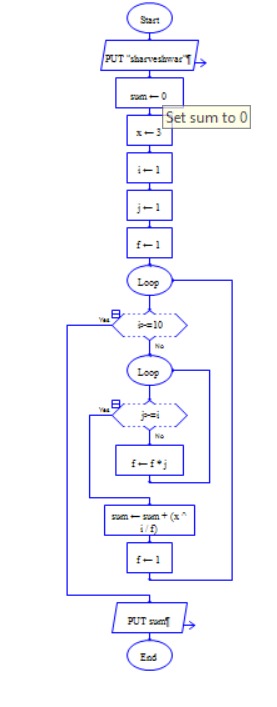 Start
PUT "sharveshwar"¶
sum ← 0
Set sum to 0
x ← 3
i ← 1
j ← 1
f ← 1
Loop
i>=10
Yes
No
Loop
j>=i
Yes
No
f ← f * j
sum ← sum + (x ^
i / f)
f ← 1
PUT sum¶
End